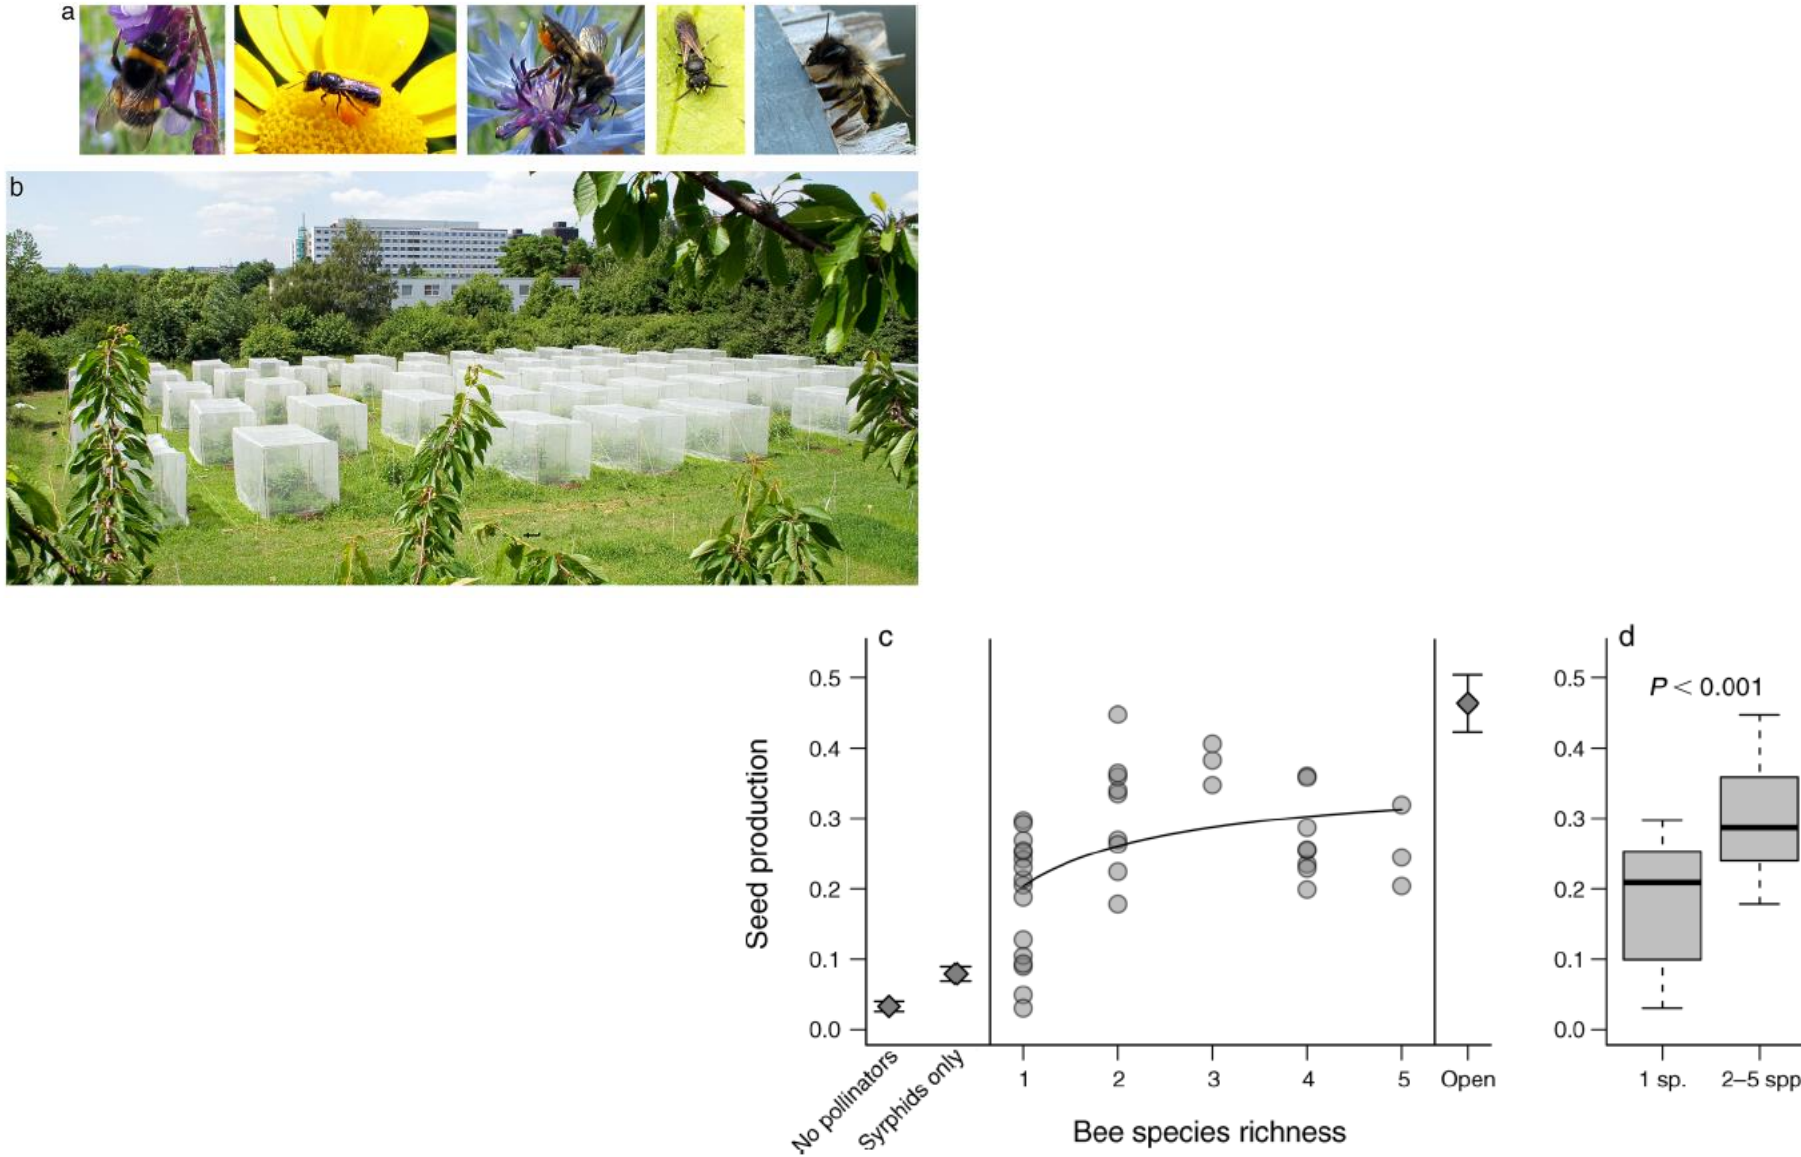 a
b
c
Seed production
0.5
0.4
0.3
0.2
0.1
0.0
No pollinators
Syrphids only
1
2
3
4
5
Open
Bee species richness
d
P < 0.001
0.5
0.4
0.3
0.2
0.1
0.0
1 sp.
2–5 spp